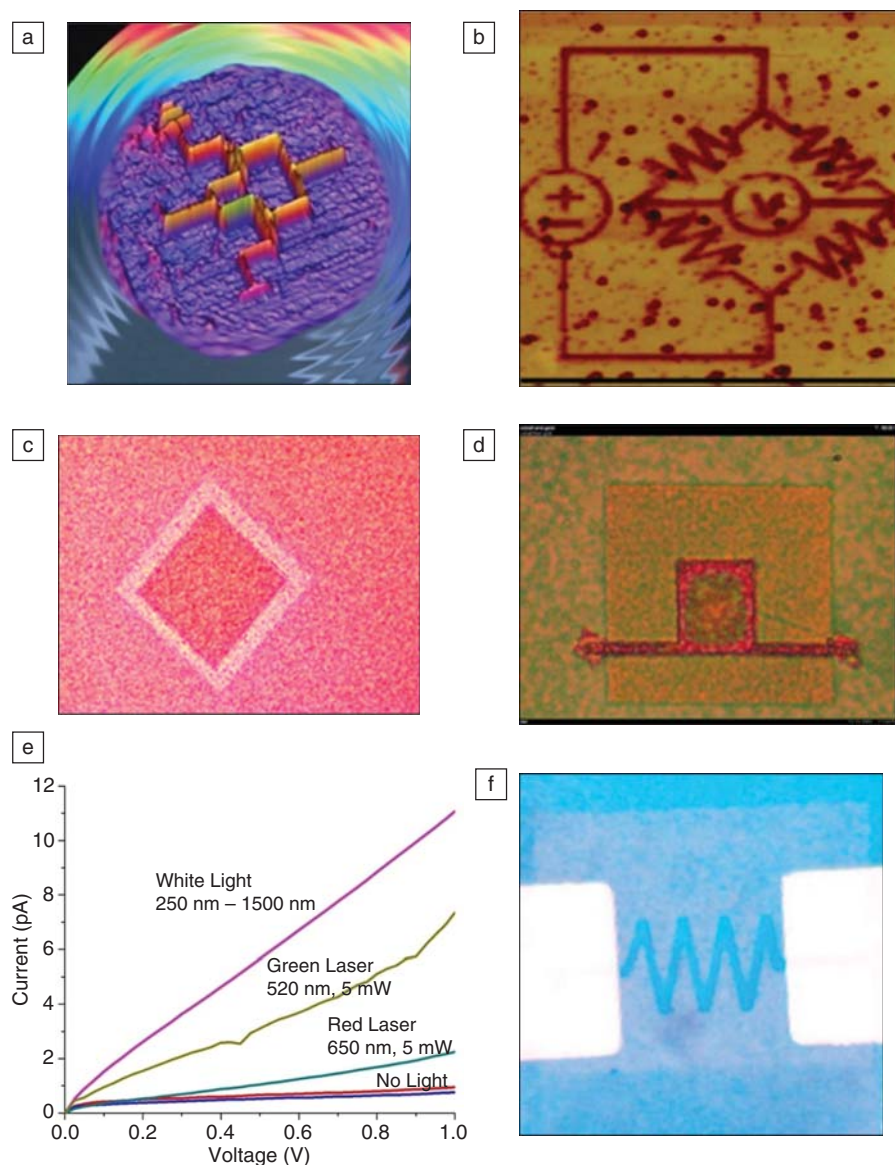 a
b
+
−
V
c
d
e
12
10
8
6
4
2
0
Current (pA)
White Light
250 nm – 1500 nm
Green Laser
520 nm, 5 mW
Red Laser
650 nm, 5 mW
No Light
0.0 0.2 0.4 0.6 0.8 1.0
Voltage (V)
f